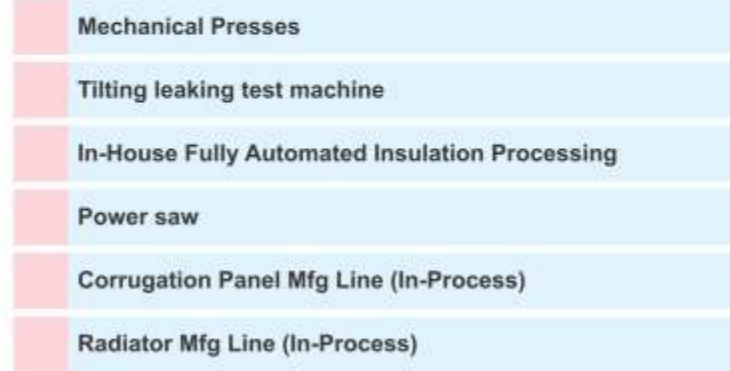 Mechanical Presses
Tilting leaking test machine
In-House Fully Automated Insulation Processing
Power saw
Corrugation Panel Mfg Line (In-Process)
Radiator Mfg Line (In-Process)